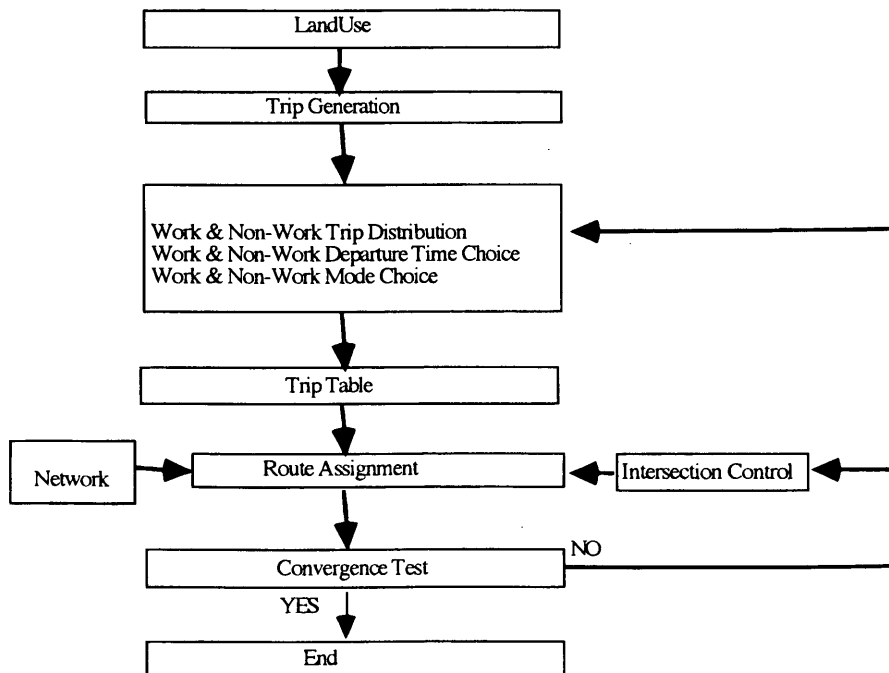 LandUse
Trip Generation
Work & Non-Work Trip Distribution
Work & Non-Work Departure Time Choice
Work & Non-Work Mode Choice
Trip Table
Network
Route Assignment
Intersection Control
Convergence Test
NO
YES
End